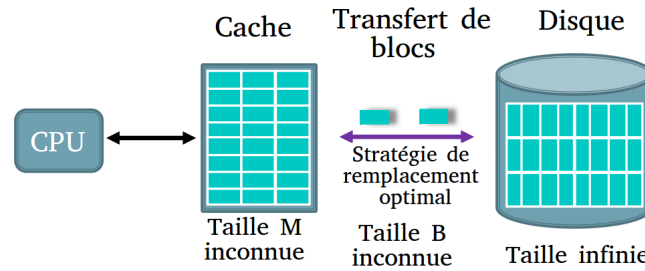 Cache
Transfert de
blocs
Disque
CPU
Stratégie de
remplacement
optimal
Taille M
inconnue
Taille B
inconnue
Taille infinie